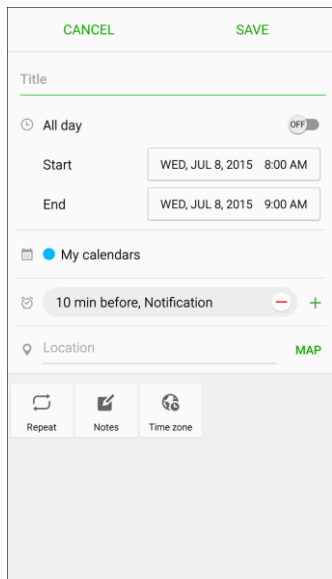 CANCEL SAVE
Title
All day OFF
Start WED, JUL 8, 2015 8:00 AM
End WED, JUL 8, 2015 9:00 AM
My calendars
10 min before, Notification
Location MAP
Repeat Notes Time zone